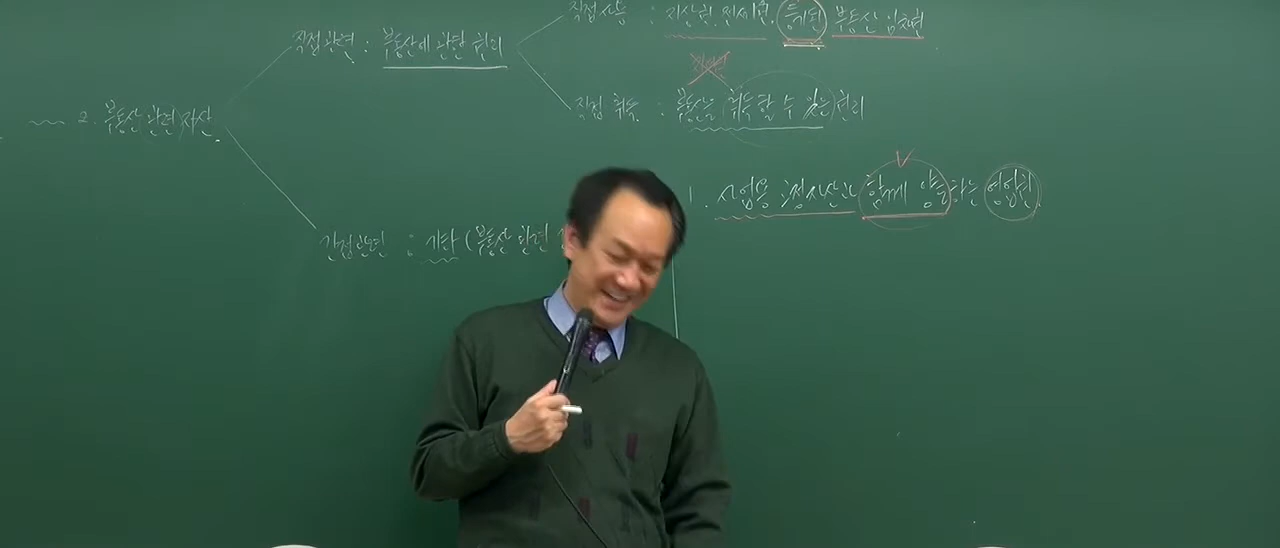 직접사용 : 지상권, 전세권, 등기된 부동산 임차권
직접관련 : 부동산에 관한 권리
직접 취득 : 부동산을 (취득할 수 있는) 권리
2. 부동산 관련 자산.
1. 사업용 고정자산과 함께 양도하는 영업권.
간접관련 : 기타 (부동산 관련